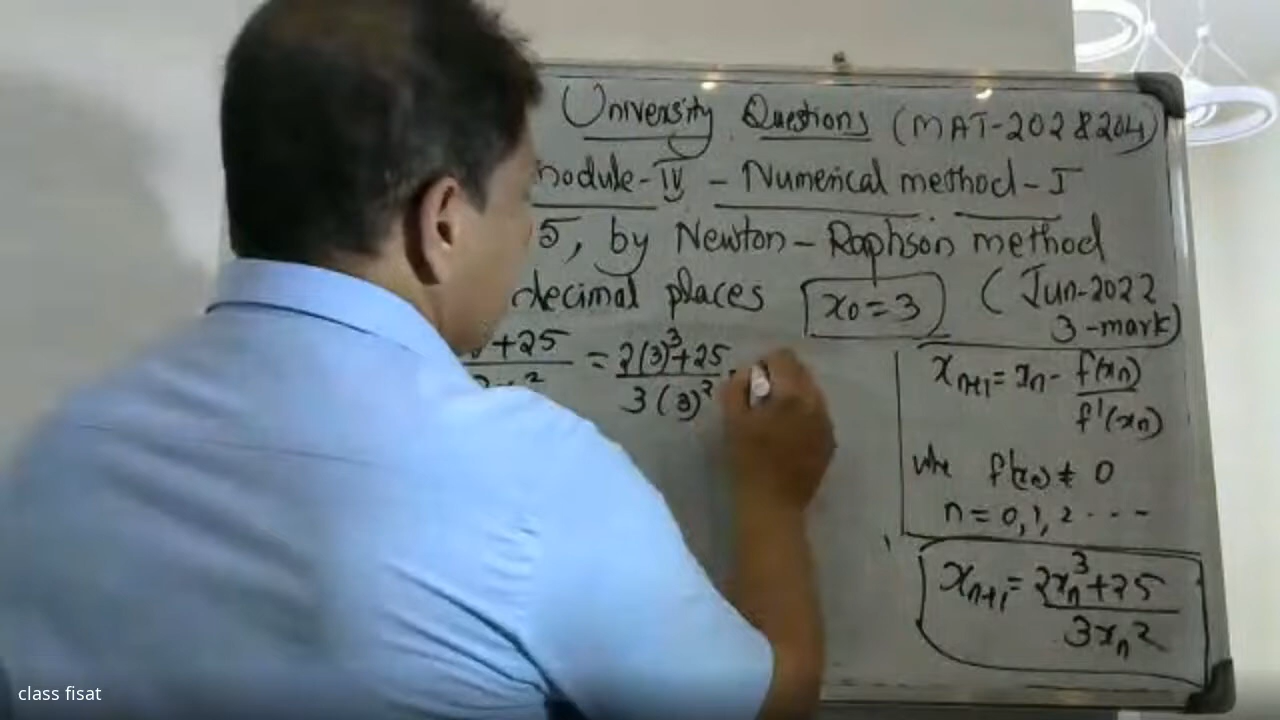 University Questions (MAT-202 & 204)
module-IV - Numerical method-I
5, by Newton-Raphson method
decimal places x₀=3 (Jun-2022
3-mark)
+25 = 2(3)³+25
3(3)²
xₙ₊₁ = xₙ - f(xₙ)
f'(xₙ)
f'(xₙ) ≠ 0
n = 0, 1, 2 - - -
xₙ₊₁ = 2xₙ³+25
3xₙ²
class fisat